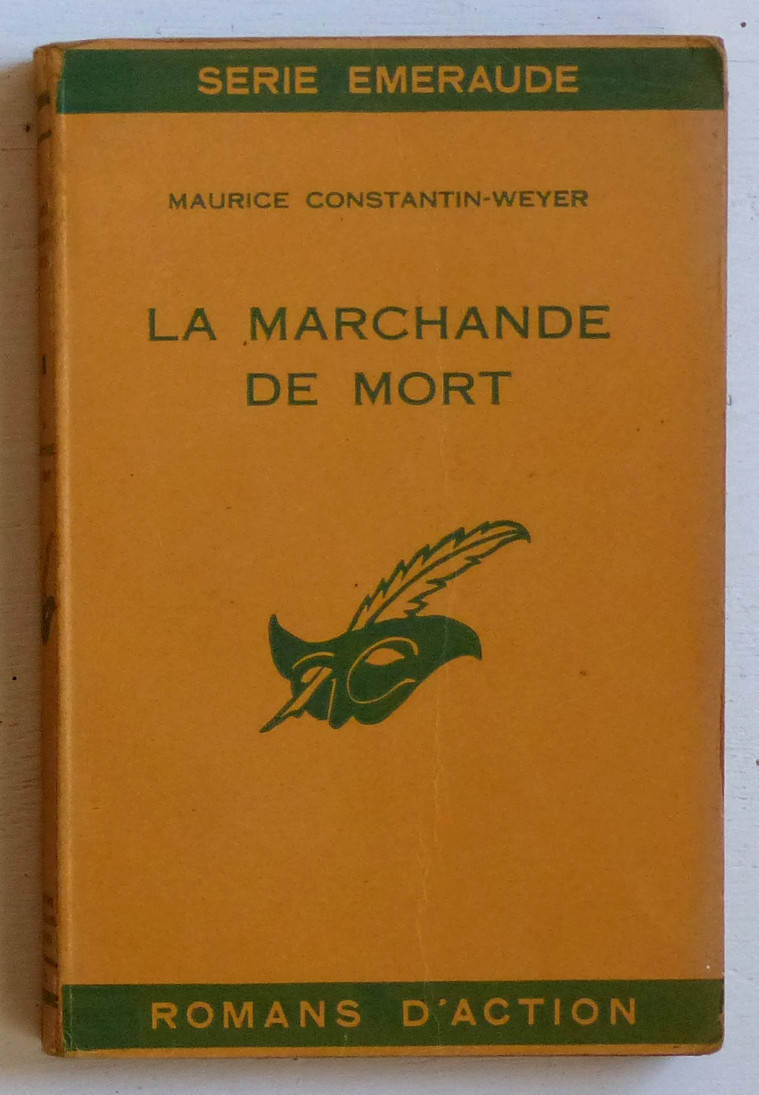 SERIE EMERAUDE
MAURICE CONSTANTIN-WEYER
LA MARCHANDE
DE MORT
ROMANS D'ACTION